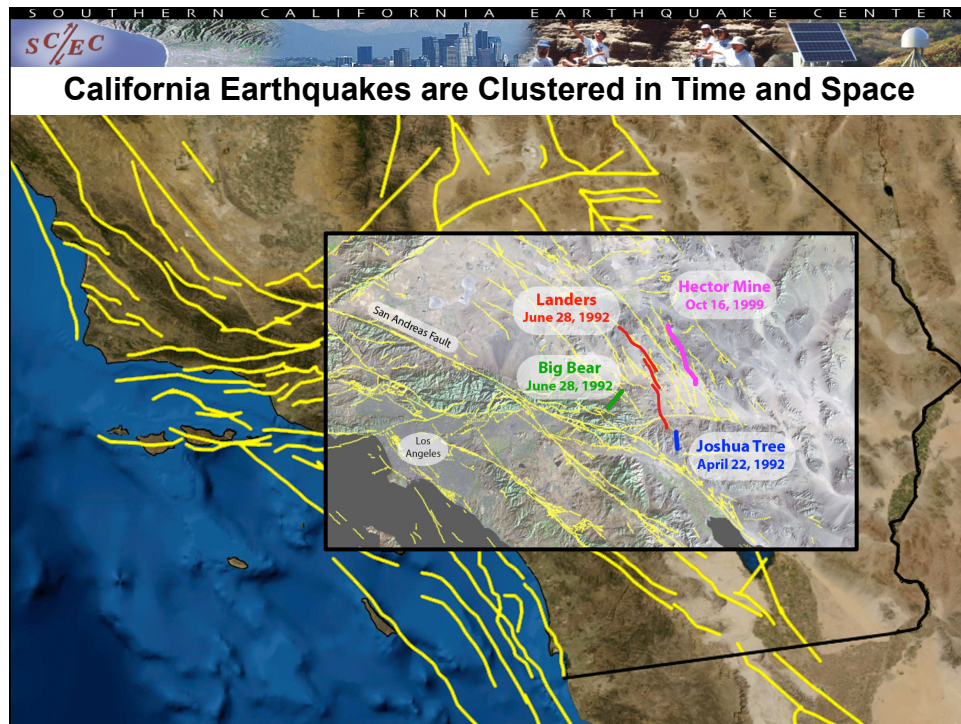 SOUTHERN CALIFORNIA EARTHQUAKE CENTER
SC/EC
California Earthquakes are Clustered in Time and Space
Hector Mine
Oct 16, 1999
Landers
June 28, 1992
San Andreas Fault
Big Bear
June 28, 1992
Los
Angeles
Joshua Tree
April 22, 1992